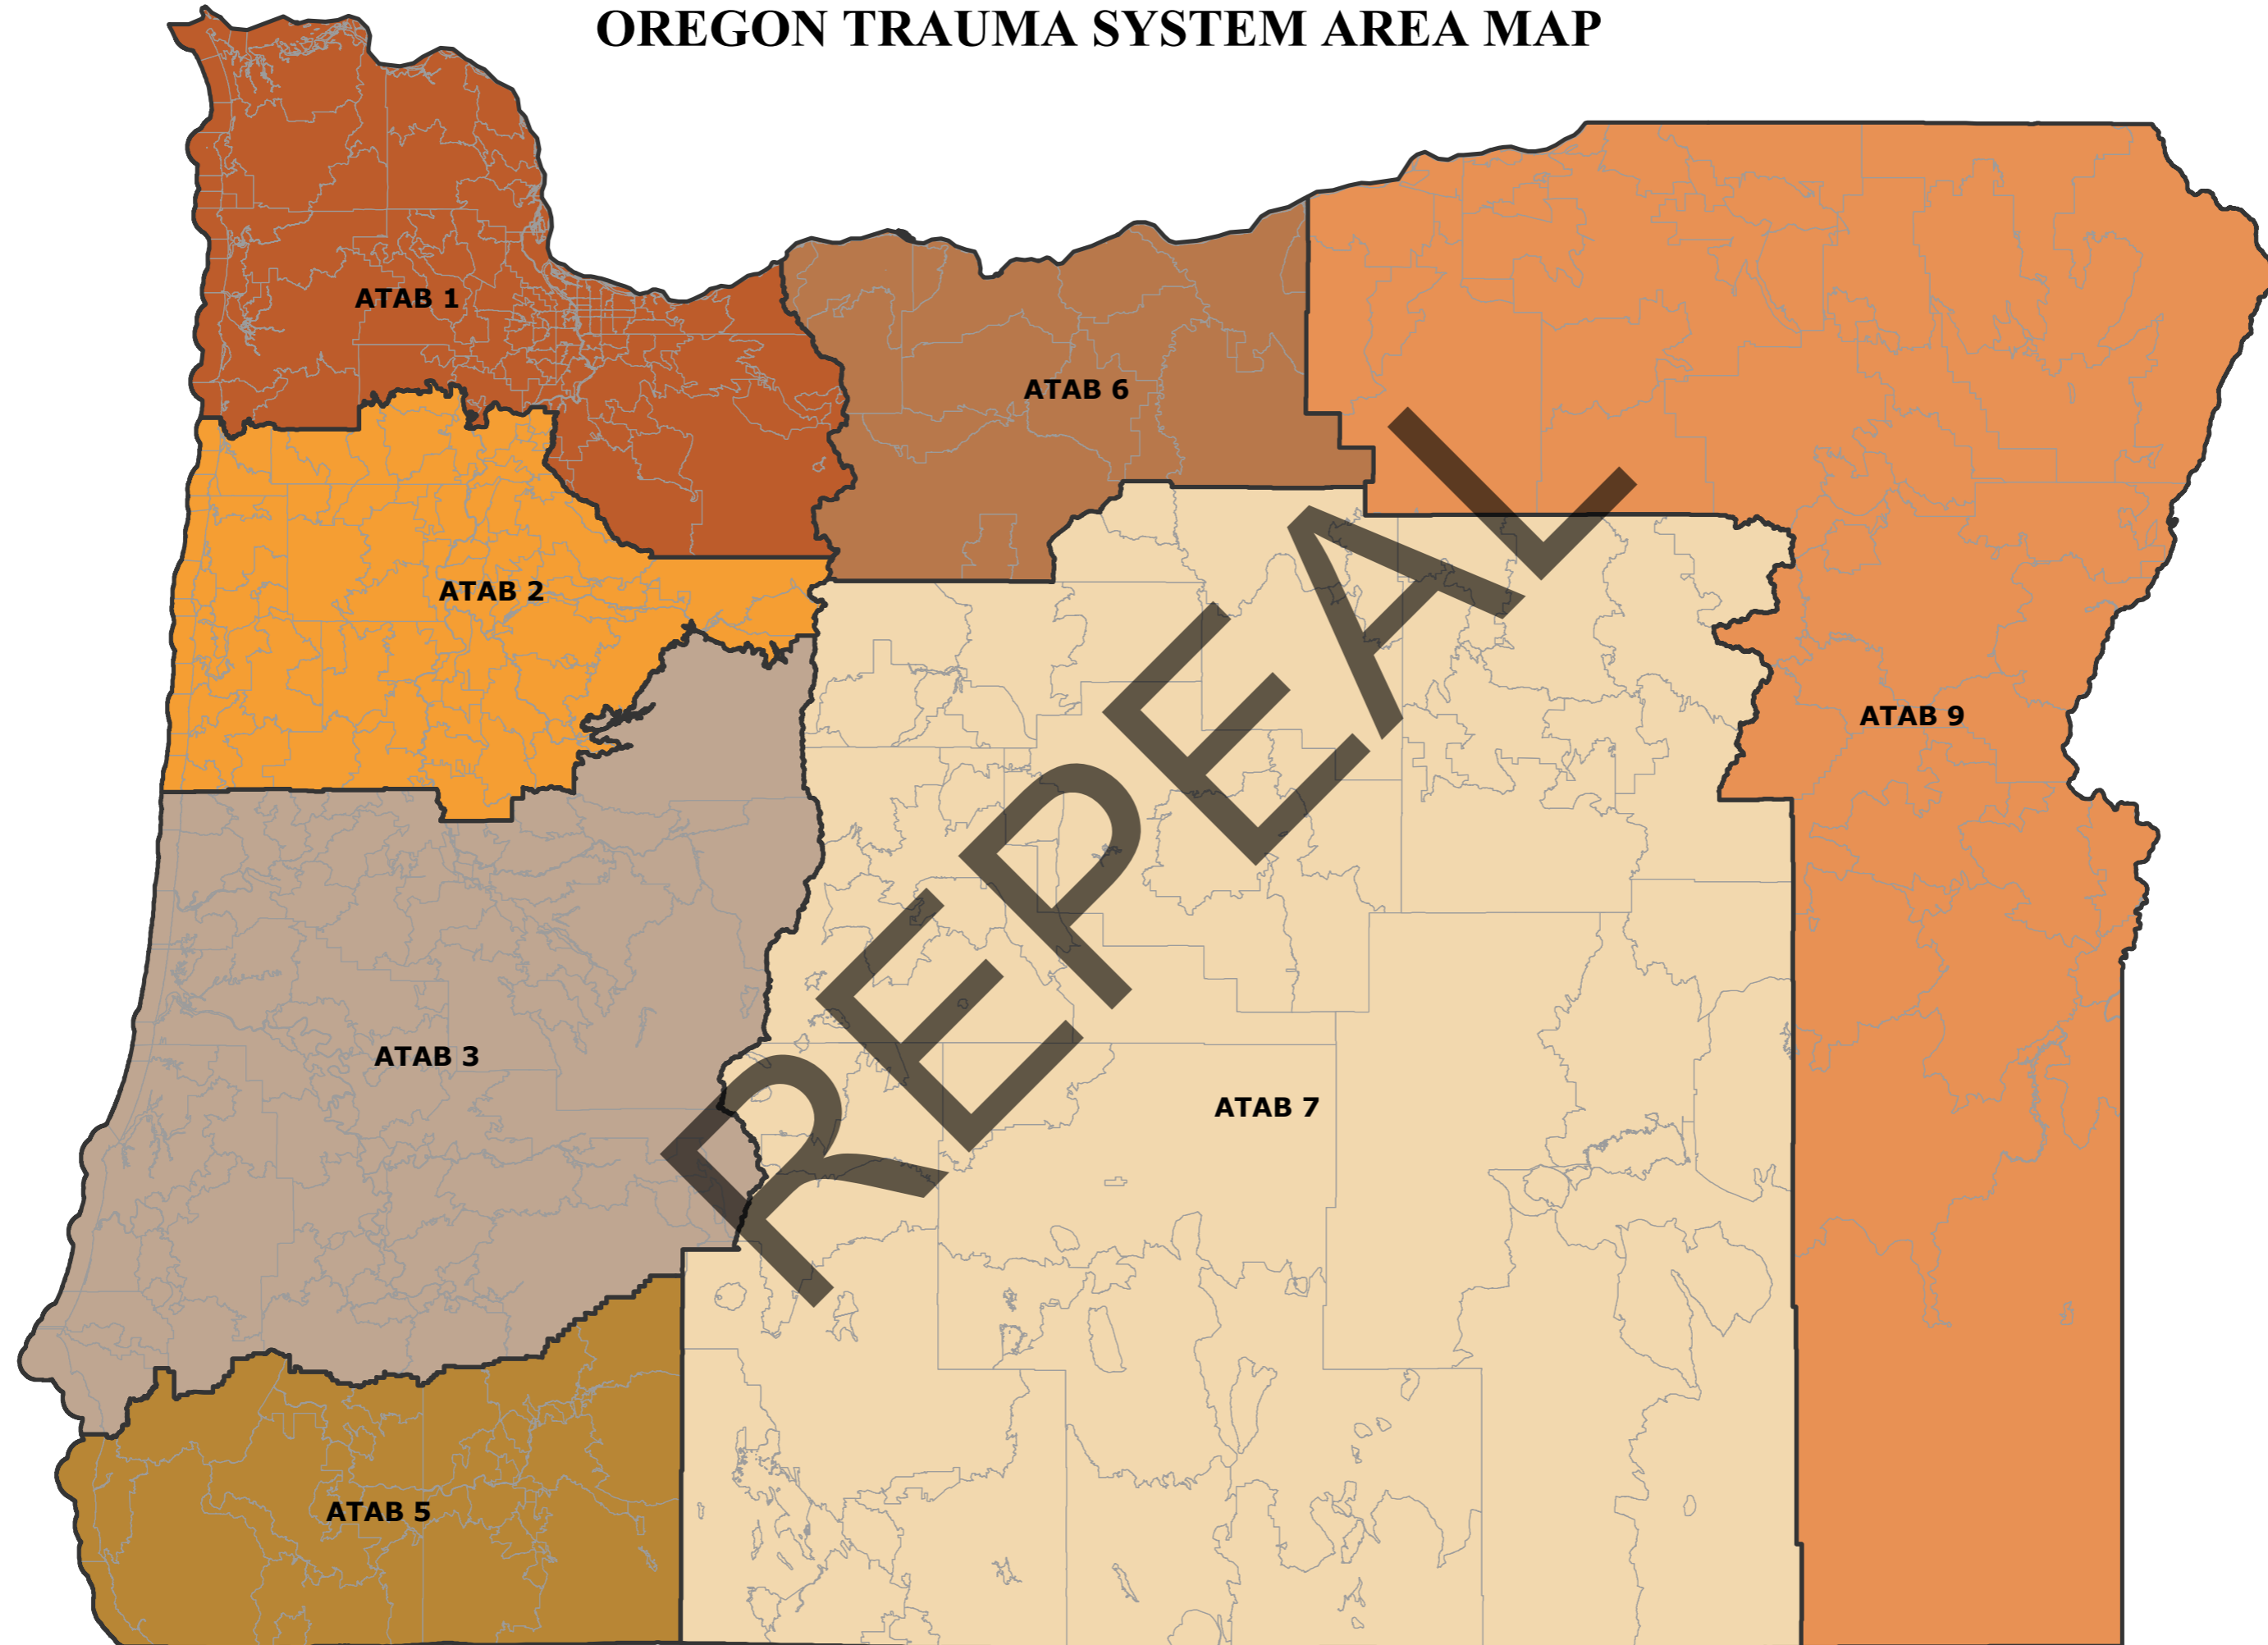 OREGON TRAUMA SYSTEM AREA MAP
ATAB 1
ATAB 6
ATAB 2
ATAB 9
ATAB 3
ATAB 7
ATAB 5
REPEAL